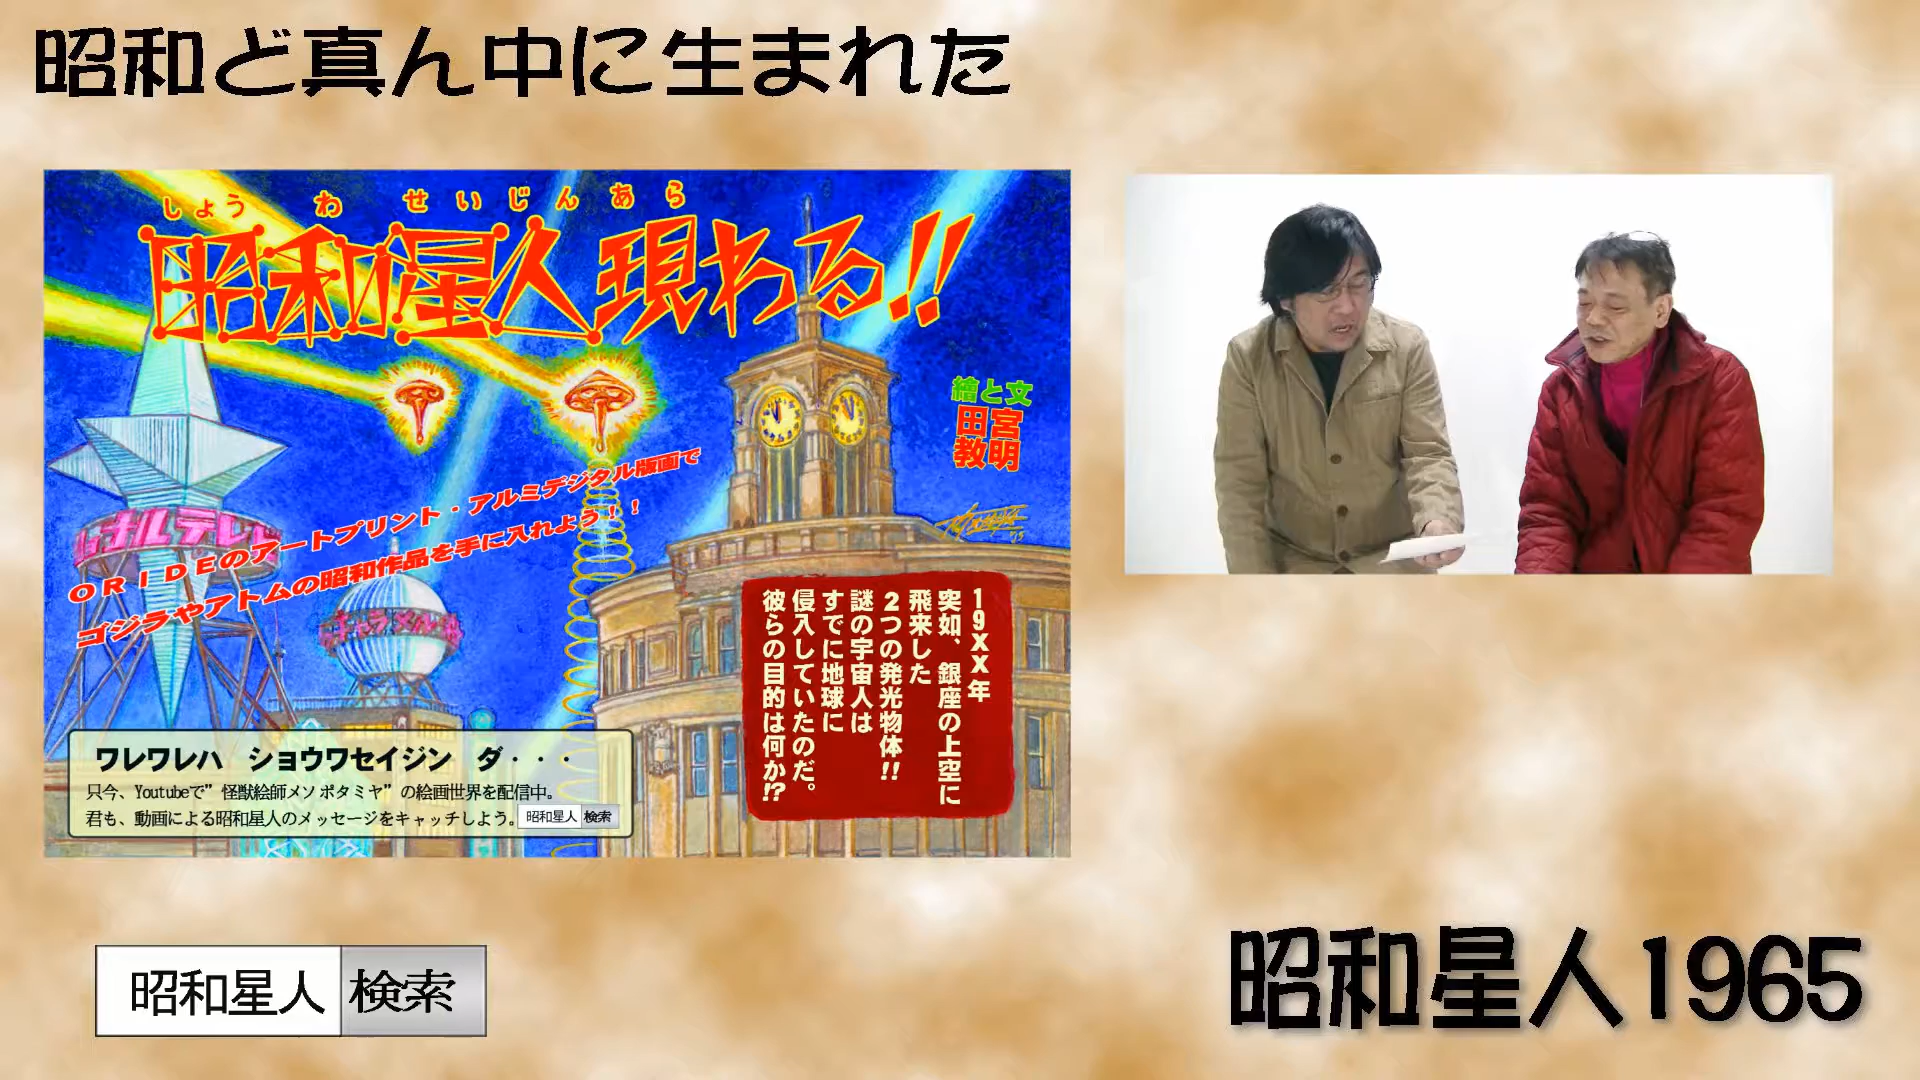 昭和ど真ん中に生まれた
しょうわせいじんあら
昭和星人現わる!!
繪と文
田宮
教明
ORIDEのアートプリント・アルミデジタル版画で
ゴジラやアトムの昭和作品を手に入れよう!!
19XX年
突如、銀座の上空に
飛来した
2つの発光物体!!
謎の宇宙人は
すでに地球に
侵入していたのだ。
彼らの目的は何か!?
ワレワレハ ショウワセイジン ダ・・・
只今、Youtubeで”怪獣絵師メソポタミヤ”の絵画世界を配信中。
君も、動画による昭和星人のメッセージをキャッチしよう。
昭和星人 検索
昭和星人 検索
昭和星人1965